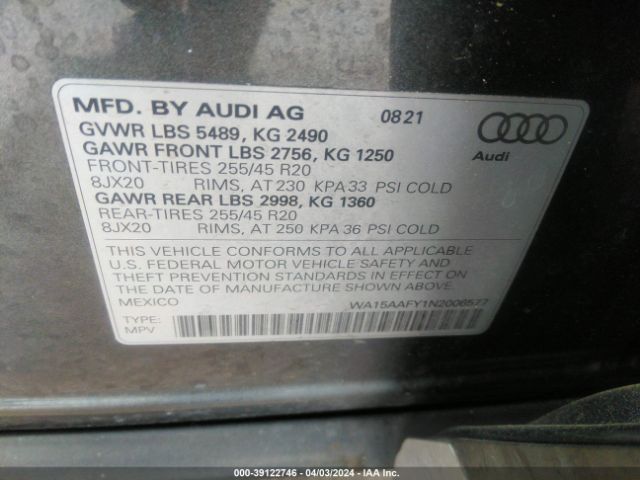 MFD. BY AUDI AG 08 21
GVWR LBS 5489, KG 2490
GAWR FRONT LBS 2756, KG 1250
FRONT-TIRES 255/45 R20
8JX20 RIMS, AT 230 KPA 33 PSI COLD
GAWR REAR LBS 2998, KG 1360
REAR-TIRES 255/45 R20
8JX20 RIMS, AT 250 KPA 36 PSI COLD
Audi
THIS VEHICLE CONFORMS TO ALL APPLICABLE
U.S. FEDERAL MOTOR VEHICLE SAFETY AND
THEFT PREVENTION STANDARDS IN EFFECT ON
THE DATE OF MANUFACTURE SHOWN ABOVE.
MEXICO WA15AAFY1N2006577
TYPE:
MPV
000-39122746 - 04/03/2024 - IAA Inc.